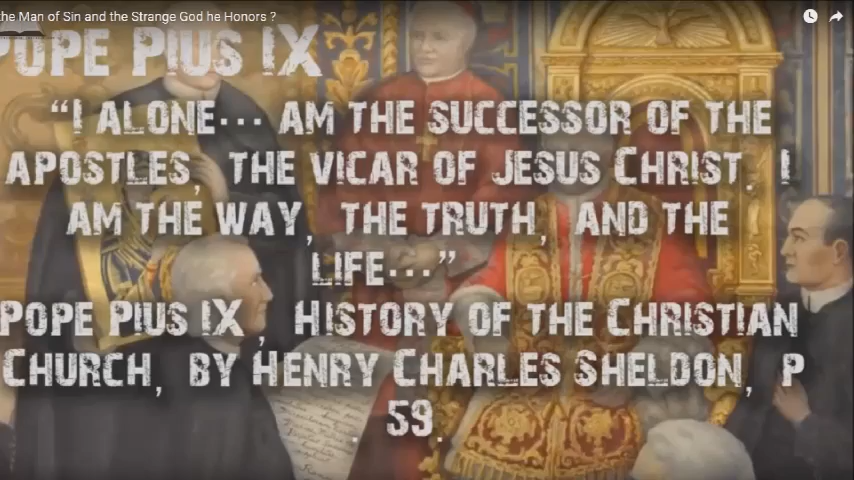 the Man of Sin and the Strange God he Honors ?
POPE PIUS IX
“I ALONE... AM THE SUCCESSOR OF THE
APOSTLES, THE VICAR OF JESUS CHRIST. I
AM THE WAY, THE TRUTH, AND THE
LIFE...”
POPE PIUS IX, HISTORY OF THE CHRISTIAN
CHURCH, BY HENRY CHARLES SHELDON, P
. 59.